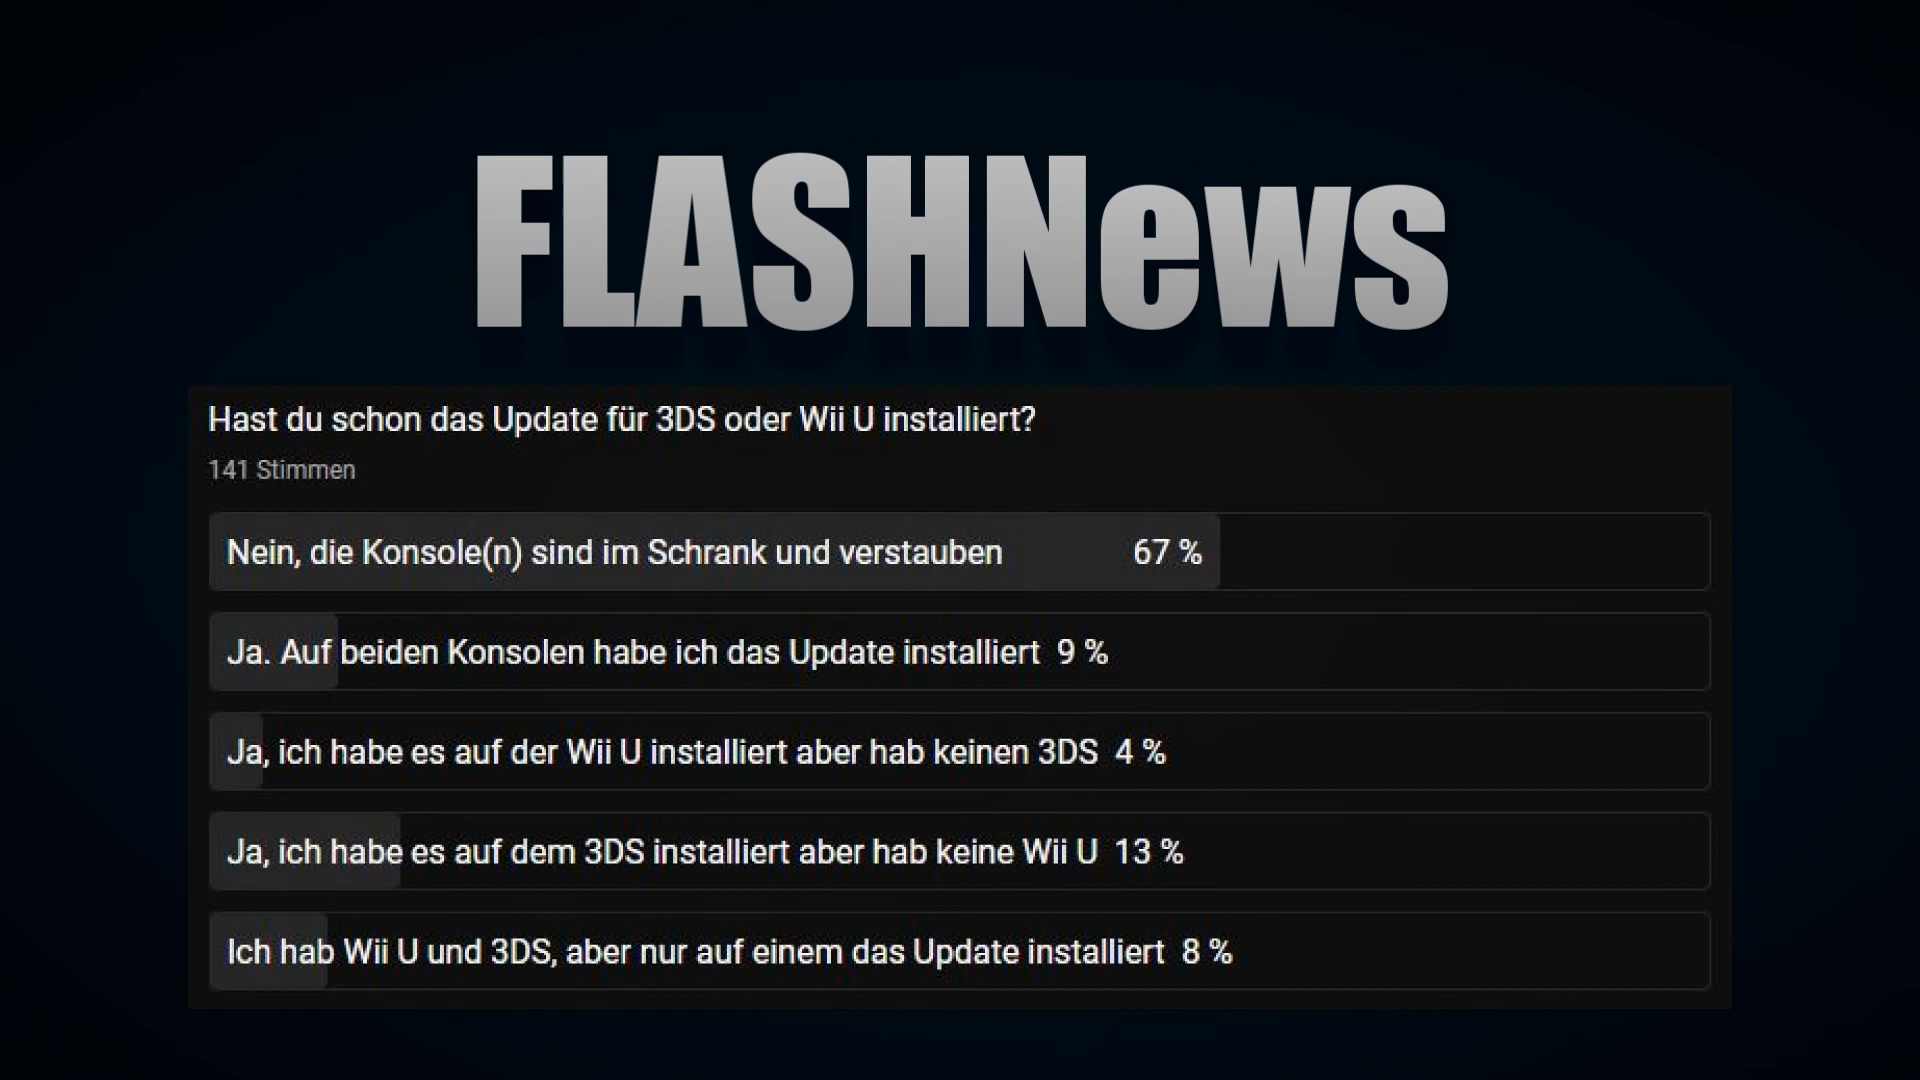 FLASHNews
Hast du schon das Update für 3DS oder Wii U installiert?
141 Stimmen
Nein, die Konsole(n) sind im Schrank und verstauben 67 %
Ja. Auf beiden Konsolen habe ich das Update installiert 9 %
Ja, ich habe es auf der Wii U installiert aber hab keinen 3DS 4 %
Ja, ich habe es auf dem 3DS installiert aber hab keine Wii U 13 %
Ich hab Wii U und 3DS, aber nur auf einem das Update installiert 8 %